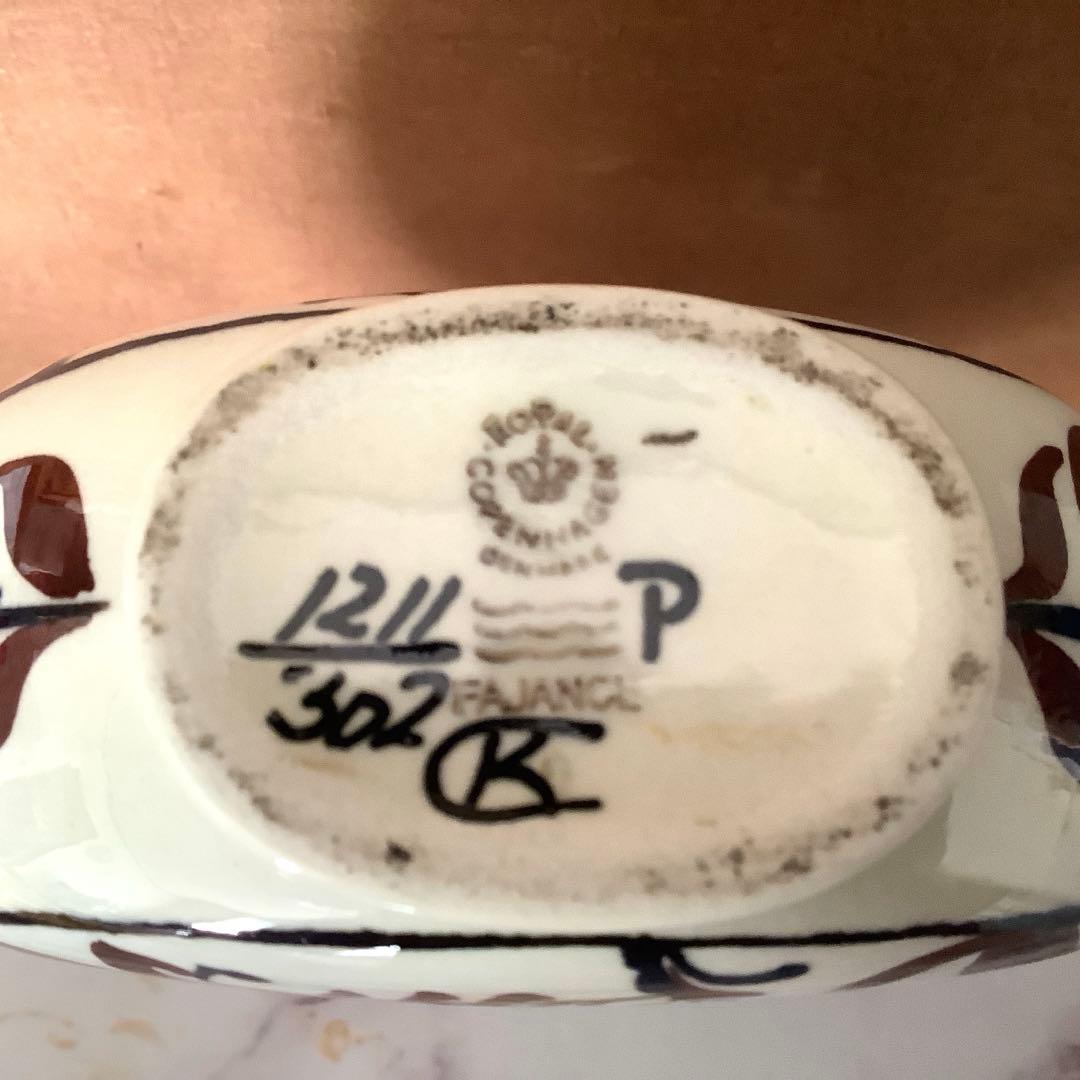 ROYAL
COPENHAGEN
DENMARK
1211 P
302
FAJANCE
K